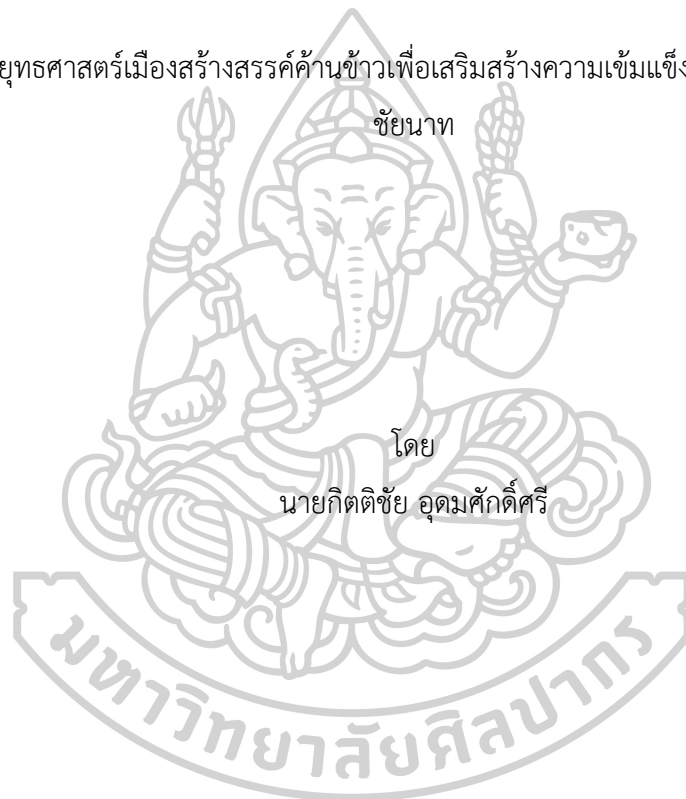 ยุทธศาสตร์เมืองสร้างสรรค์ค้านข้าวเพื่อเสริมสร้างความเข้มแข็ง
ชัยนาท
โดย
นายกิตติชัย อุดมศักดิ์ศรี
มหาวิทยาลัยศิลปากร